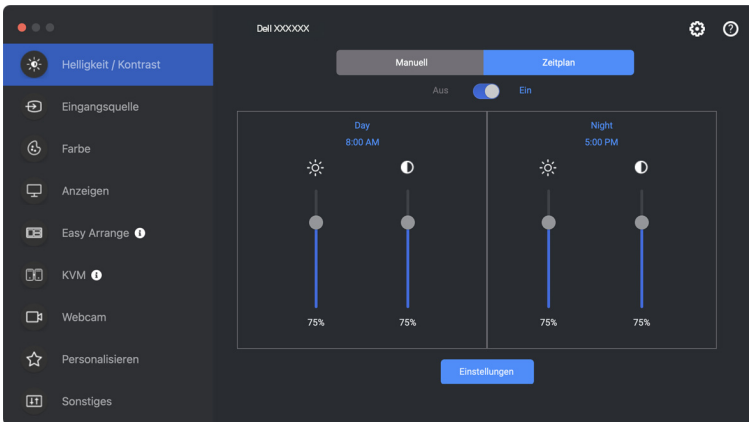 Dell XXXXXX
Helligkeit / Kontrast
Eingangsquelle
Farbe
Anzeigen
Easy Arrange
KVM
Webcam
Personalisieren
Sonstiges
Manuell
Zeitplan
Aus
Ein
Day
8:00 AM
75%
75%
Night
5:00 PM
75%
75%
Einstellungen